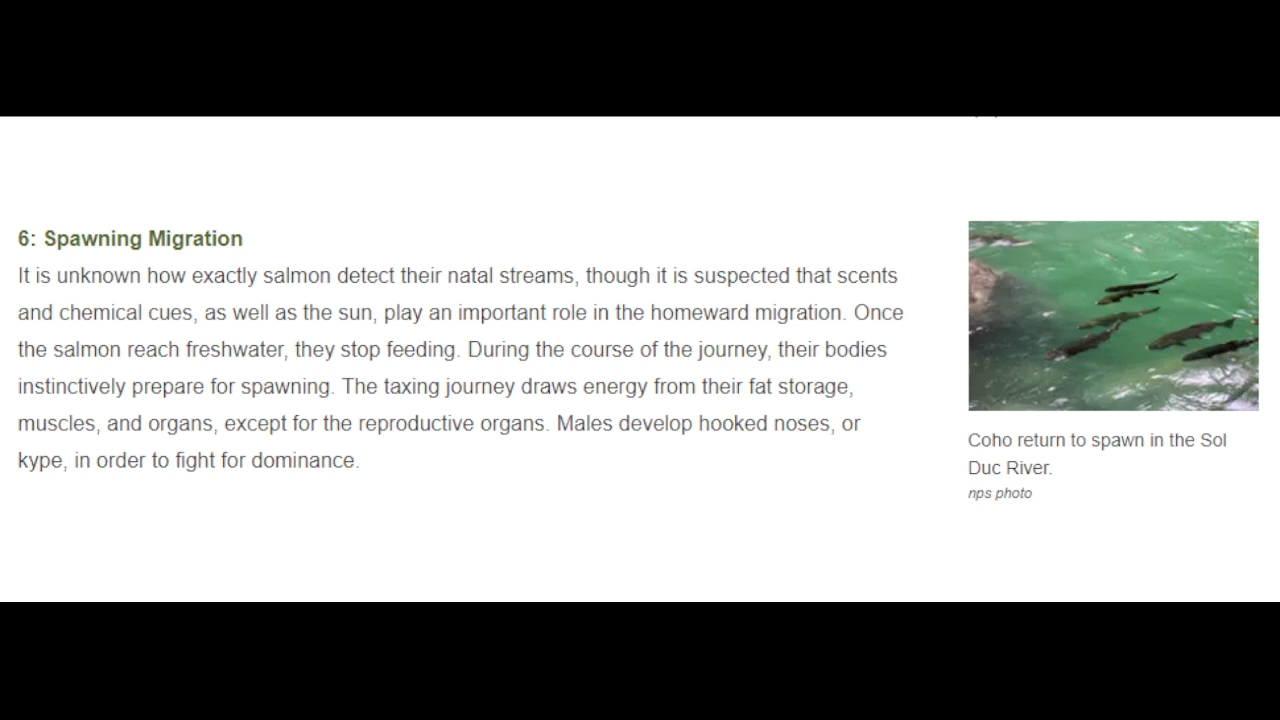 6: Spawning Migration
It is unknown how exactly salmon detect their natal streams, though it is suspected that scents
and chemical cues, as well as the sun, play an important role in the homeward migration. Once
the salmon reach freshwater, they stop feeding. During the course of the journey, their bodies
instinctively prepare for spawning. The taxing journey draws energy from their fat storage,
muscles, and organs, except for the reproductive organs. Males develop hooked noses, or
kype, in order to fight for dominance.
Coho return to spawn in the Sol
Duc River.
nps photo